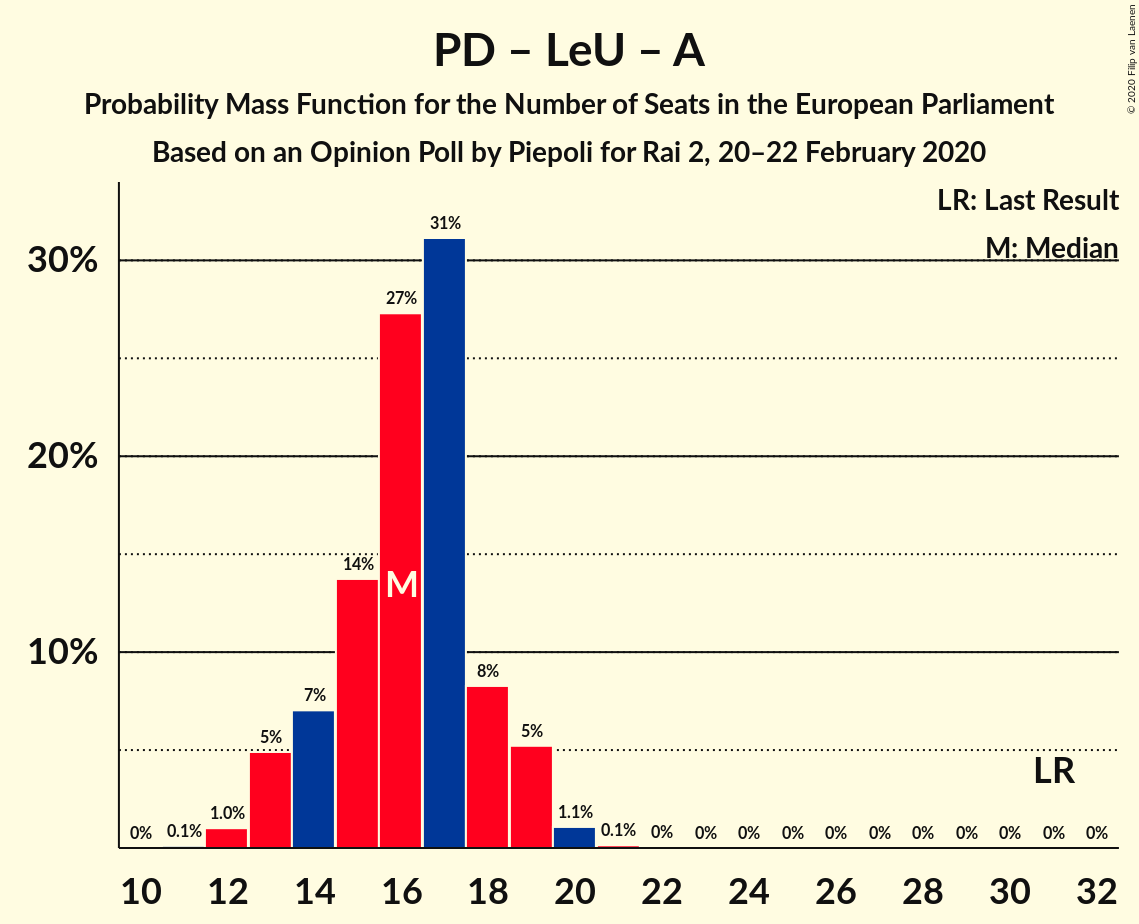 PD – LeU – A
Probability Mass Function for the Number of Seats in the European Parliament
Based on an Opinion Poll by Piepoli for Rai 2, 20–22 February 2020
© 2020 Filip van Laenen
LR: Last Result
M: Median
30%
20%
10%
0%
0.1%
1.0%
5%
7%
14%
27%
31%
8%
5%
1.1%
0.1%
0%
0%
0%
0%
0%
0%
0%
0%
0%
0%
0%
M
LR
10 12 14 16 18 20 22 24 26 28 30 32